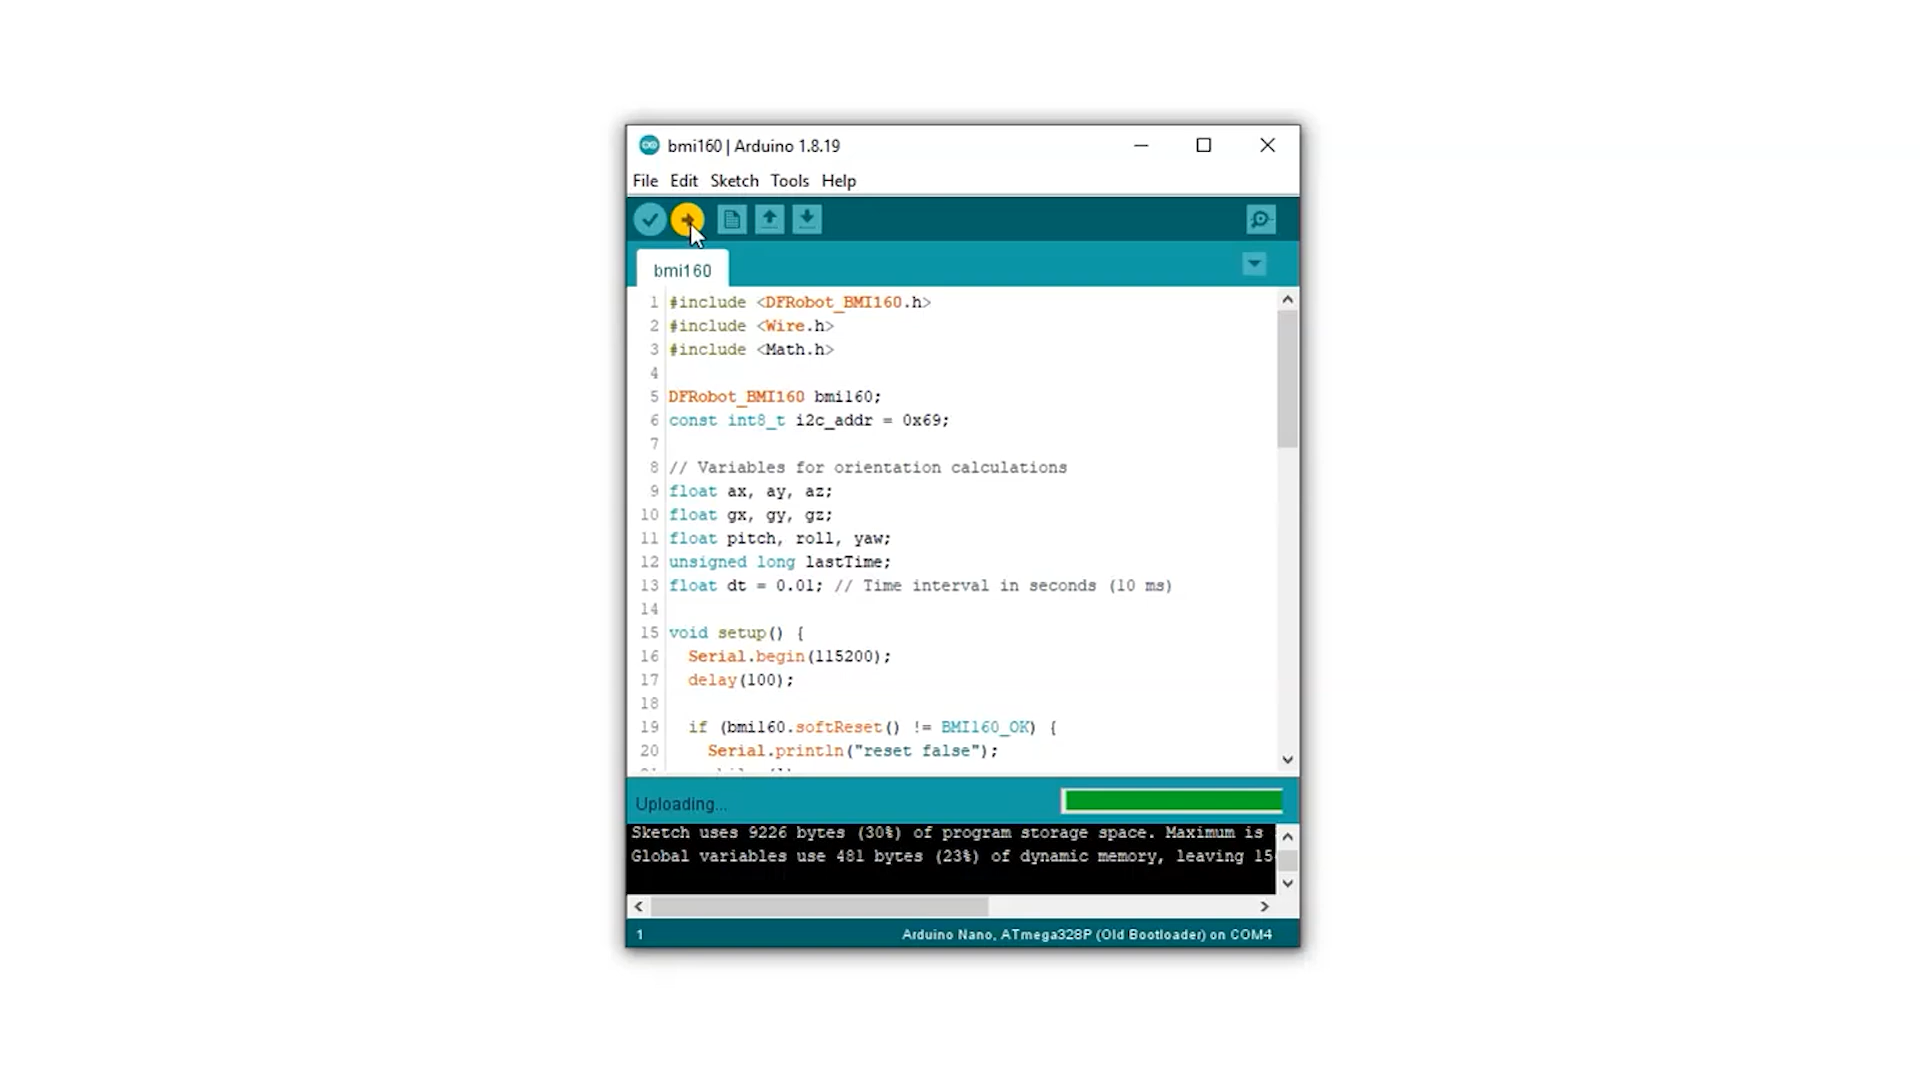 bmi160 | Arduino 1.8.19
File Edit Sketch Tools Help
bmi160
1 #include <DFRobot_BMI160.h>
2 #include <Wire.h>
3 #include <Math.h>
4
5 DFRobot_BMI160 bmi160;
6 const int8_t i2c_addr = 0x69;
7
8 // Variables for orientation calculations
9 float ax, ay, az;
10 float gx, gy, gz;
11 float pitch, roll, yaw;
12 unsigned long lastTime;
13 float dt = 0.01; // Time interval in seconds (10 ms)
14
15 void setup() {
16 Serial.begin(115200);
17 delay(100);
18
19 if (bmi160.softReset() != BMI160_OK) {
20 Serial.println("reset false");
Uploading...
Sketch uses 9226 bytes (30%) of program storage space. Maximum is
Global variables use 481 bytes (23%) of dynamic memory, leaving 15
1 Arduino Nano, ATmega328P (Old Bootloader) on COM4